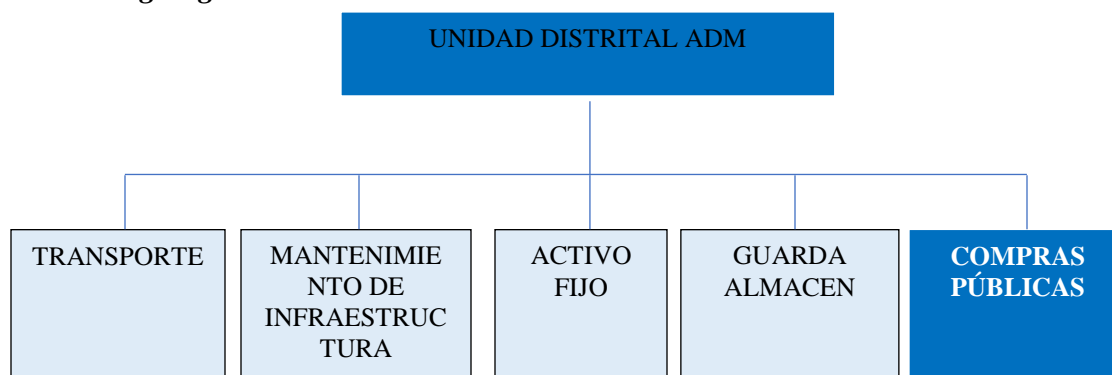 UNIDAD DISTRITAL ADM
TRANSPORTE
MANTENIMIE
NTO DE
INFRAESTRUC
TURA
ACTIVO
FIJO
GUARDA
ALMACEN
COMPRAS
PÚBLICAS